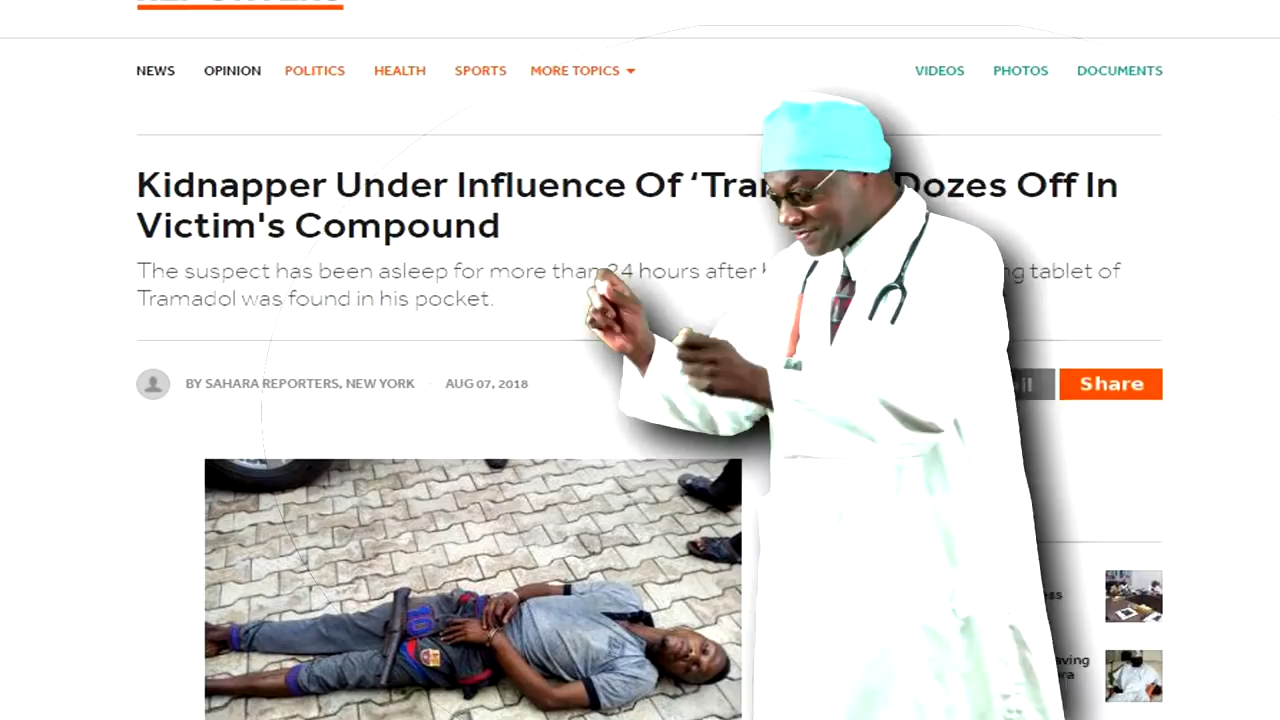 NEWS OPINION POLITICS HEALTH SPORTS MORE TOPICS VIDEOS PHOTOS DOCUMENTS
Kidnapper Under Influence Of ‘ Dozes Off In
Victim's Compound
The suspect has been asleep for more than 24 hours after tablet of
Tramadol was found in his pocket.
BY SAHARA REPORTERS, NEW YORK AUG 07, 2018
Share
10